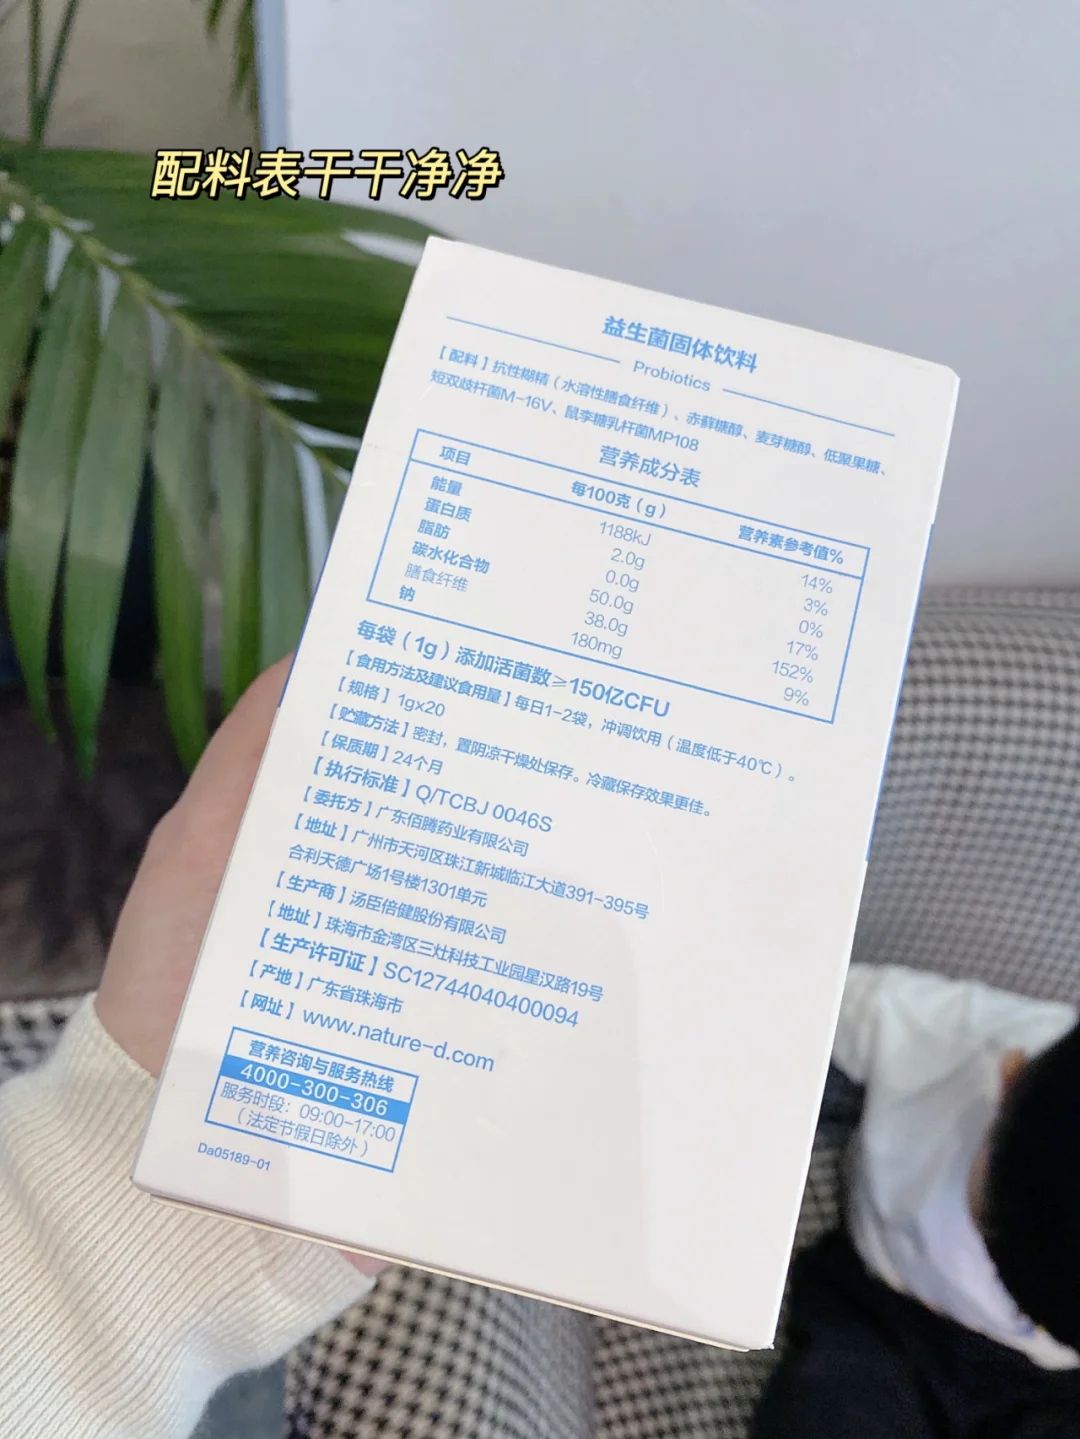 配料表干干净净
益生菌固体饮料
Probiotics
【配料】抗性糊精（水溶性膳食纤维）、赤藓糖醇、麦芽糖醇、低聚果糖、
短双歧杆菌M-16V、鼠李糖乳杆菌MP108
营养成分表
项目 每100克（g） 营养素参考值%
能量 1188kJ 14%
蛋白质 2.0g 3%
脂肪 0.0g 0%
碳水化合物 50.0g 17%
膳食纤维 38.0g 152%
钠 180mg 9%
每袋（1g）添加活菌数≥150亿CFU
【食用方法及建议食用量】每日1-2袋，冲调饮用（温度低于40℃）。
【规格】1gx20
【贮藏方法】密封，置阴凉干燥处保存。冷藏保存效果更佳。
【保质期】24个月
【执行标准】Q/TCBJ 0046S
【委托方】广东佰腾药业有限公司
【地址】广州市天河区珠江新城临江大道391-395号
合利天德广场1号楼1301单元
【生产商】汤臣倍健股份有限公司
【地址】珠海市金湾区三灶科技工业园星汉路19号
【生产许可证】SC12744040400094
【产地】广东省珠海市
【网址】www.nature-d.com
营养咨询与服务热线
4000-300-306
服务时段：09:00-17:00
（法定节假日除外）
Da05189-01